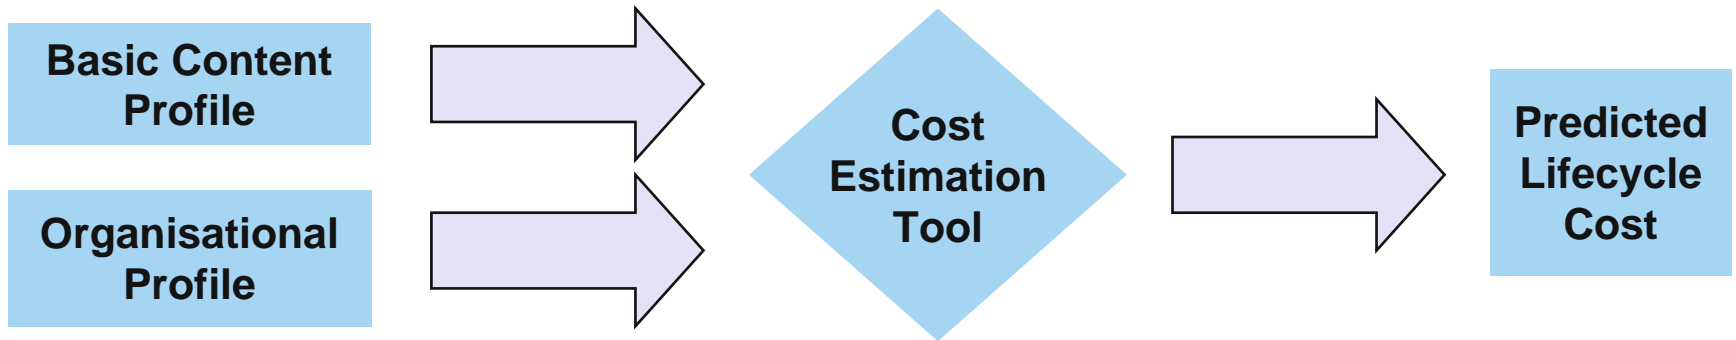 Basic Content
Profile
Organisational
Profile
Cost
Estimation
Tool
Predicted
Lifecycle
Cost